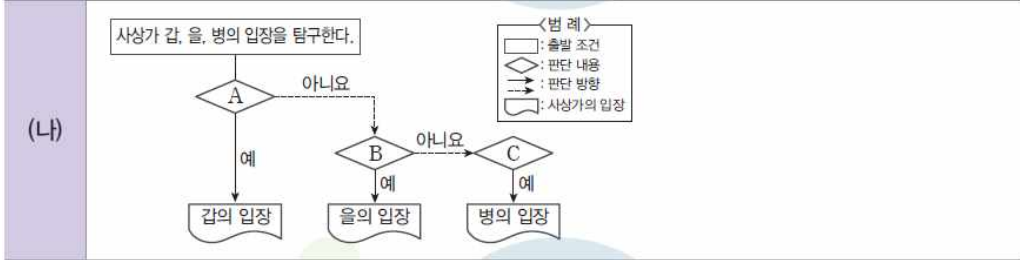 (나)
사상가 갑, 을, 병의 입장을 탐구한다.
〈범 례〉
: 출발 조건
: 판단 내용
: 판단 방향
: 사상가의 입장
A
아니요
B
아니요
C
예
예
예
갑의 입장
을의 입장
병의 입장